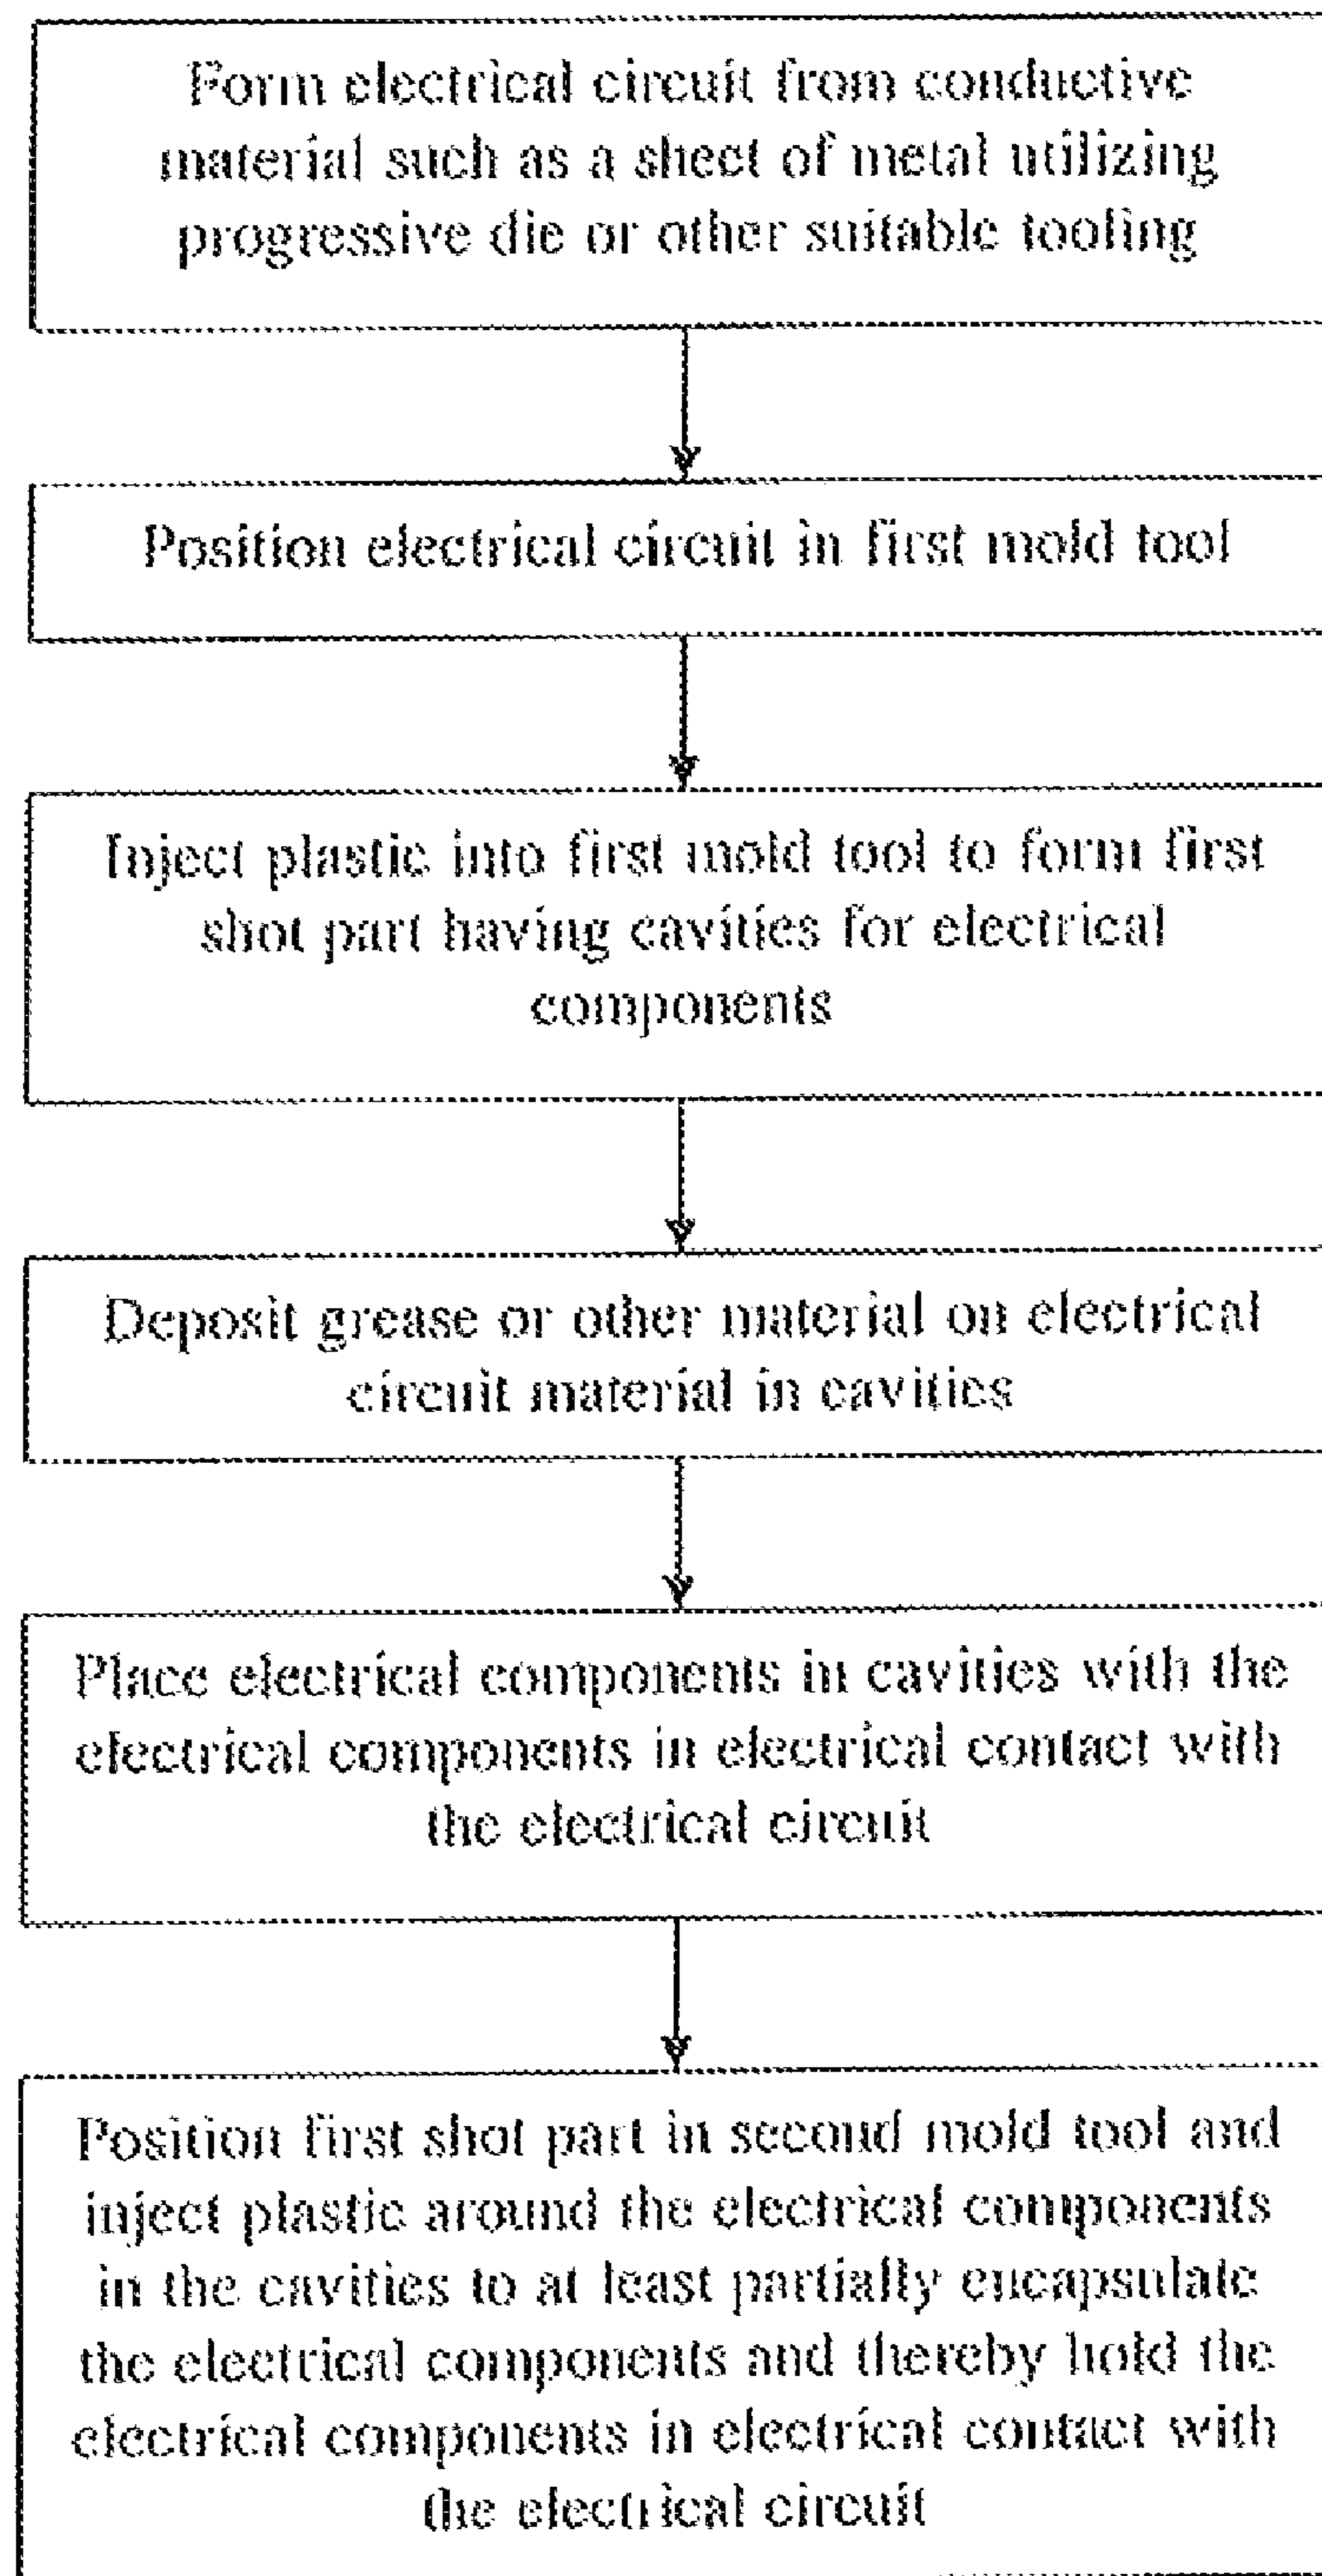 Form electrical circuit from conductive
material such as a sheet of metal utilizing
progressive die or other suitable tooling
Position electrical circuit in first mold tool
Inject plastic into first mold tool to form first
shot part having cavities for electrical
components
Deposit grease or other material on electrical
circuit material in cavities
Place electrical components in cavities with the
electrical components in electrical contact with
the electrical circuit
Position first shot part in second mold tool and
inject plastic around the electrical components
in the cavities to at least partially encapsulate
the electrical components and thereby hold the
electrical components in electrical contact with
the electrical circuit